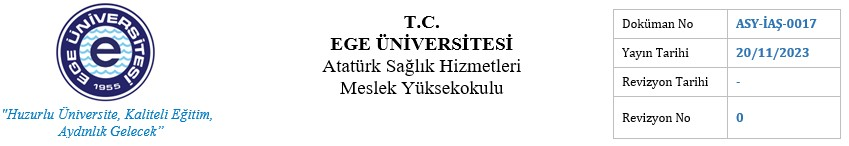 EGE ÜNİVERSİTESİ
e
1955
"Huzurlu Üniversite, Kaliteli Eğitim,
Aydınlık Gelecek”
T.C.
EGE ÜNİVERSİTESİ
Atatürk Sağlık Hizmetleri
Meslek Yüksekokulu
Doküman No ASY-İAŞ-0017
Yayın Tarihi 20/11/2023
Revizyon Tarihi -
Revizyon No 0